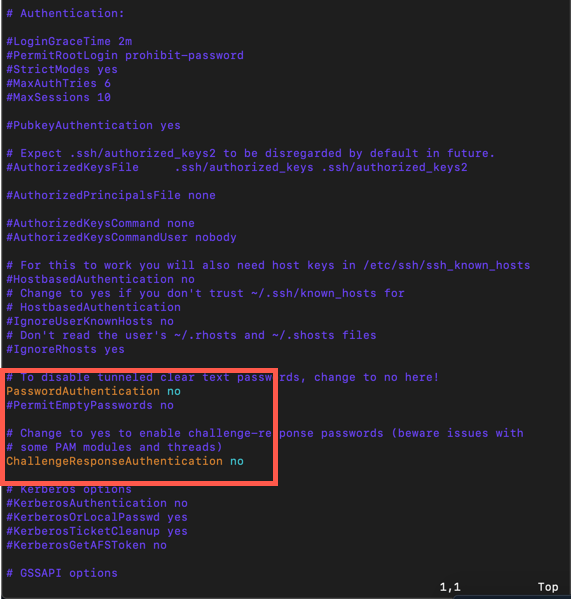 # Authentication:
#LoginGraceTime 2m
#PermitRootLogin prohibit-password
#StrictModes yes
#MaxAuthTries 6
#MaxSessions 10
#PubkeyAuthentication yes
# Expect .ssh/authorized_keys2 to be disregarded by default in future.
#AuthorizedKeysFile     .ssh/authorized_keys .ssh/authorized_keys2
#AuthorizedPrincipalsFile none
#AuthorizedKeysCommand none
#AuthorizedKeysCommandUser nobody
# For this to work you will also need host keys in /etc/ssh/ssh_known_hosts
#HostbasedAuthentication no
# Change to yes if you don't trust ~/.ssh/known_hosts for
# HostbasedAuthentication
#IgnoreUserKnownHosts no
# Don't read the user's ~/.rhosts and ~/.shosts files
#IgnoreRhosts yes
# To disable tunneled clear text passwords, change to no here!
PasswordAuthentication no
#PermitEmptyPasswords no
# Change to yes to enable challenge-response passwords (beware issues with
# some PAM modules and threads)
ChallengeResponseAuthentication no
# Kerberos options
#KerberosAuthentication no
#KerberosOrLocalPasswd yes
#KerberosTicketCleanup yes
#KerberosGetAFSToken no
# GSSAPI options
1,1 Top